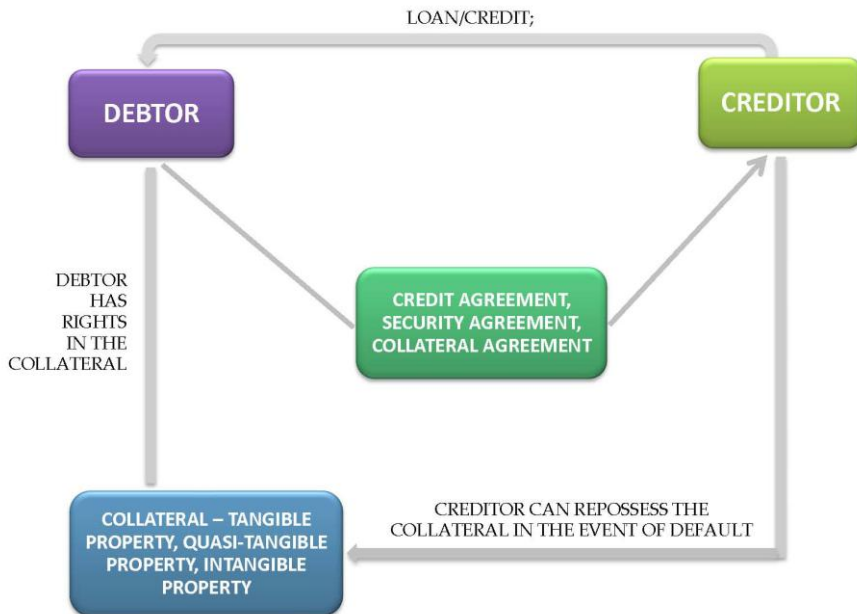 LOAN/CREDIT;
DEBTOR
CREDITOR
DEBTOR
HAS
RIGHTS
IN THE
COLLATERAL
CREDIT AGREEMENT,
SECURITY AGREEMENT,
COLLATERAL AGREEMENT
COLLATERAL – TANGIBLE
PROPERTY, QUASI-TANGIBLE
PROPERTY, INTANGIBLE
PROPERTY
CREDITOR CAN REPOSSESS THE
COLLATERAL IN THE EVENT OF DEFAULT